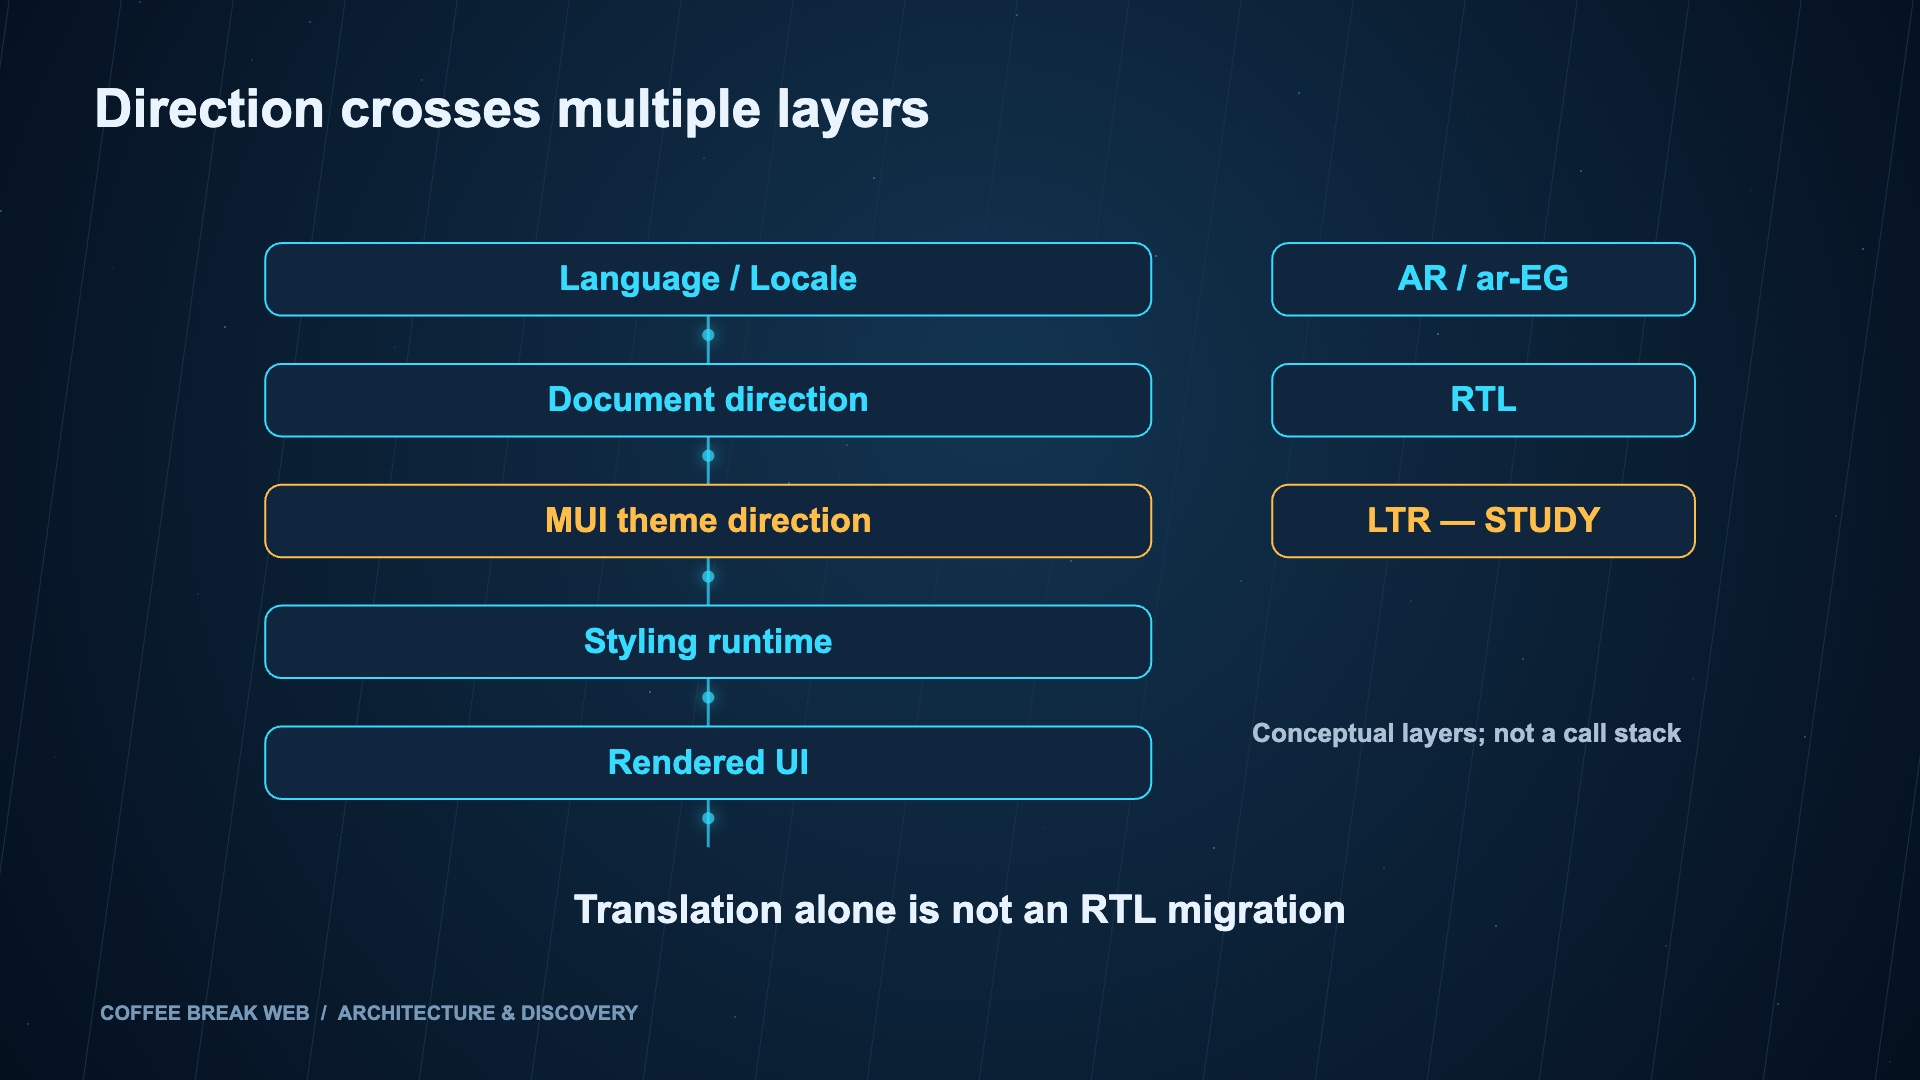 Direction crosses multiple layers
Language / Locale
AR / ar-EG
Document direction
RTL
MUI theme direction
LTR — STUDY
Styling runtime
Rendered UI
Conceptual layers; not a call stack
Translation alone is not an RTL migration
COFFEE BREAK WEB / ARCHITECTURE & DISCOVERY